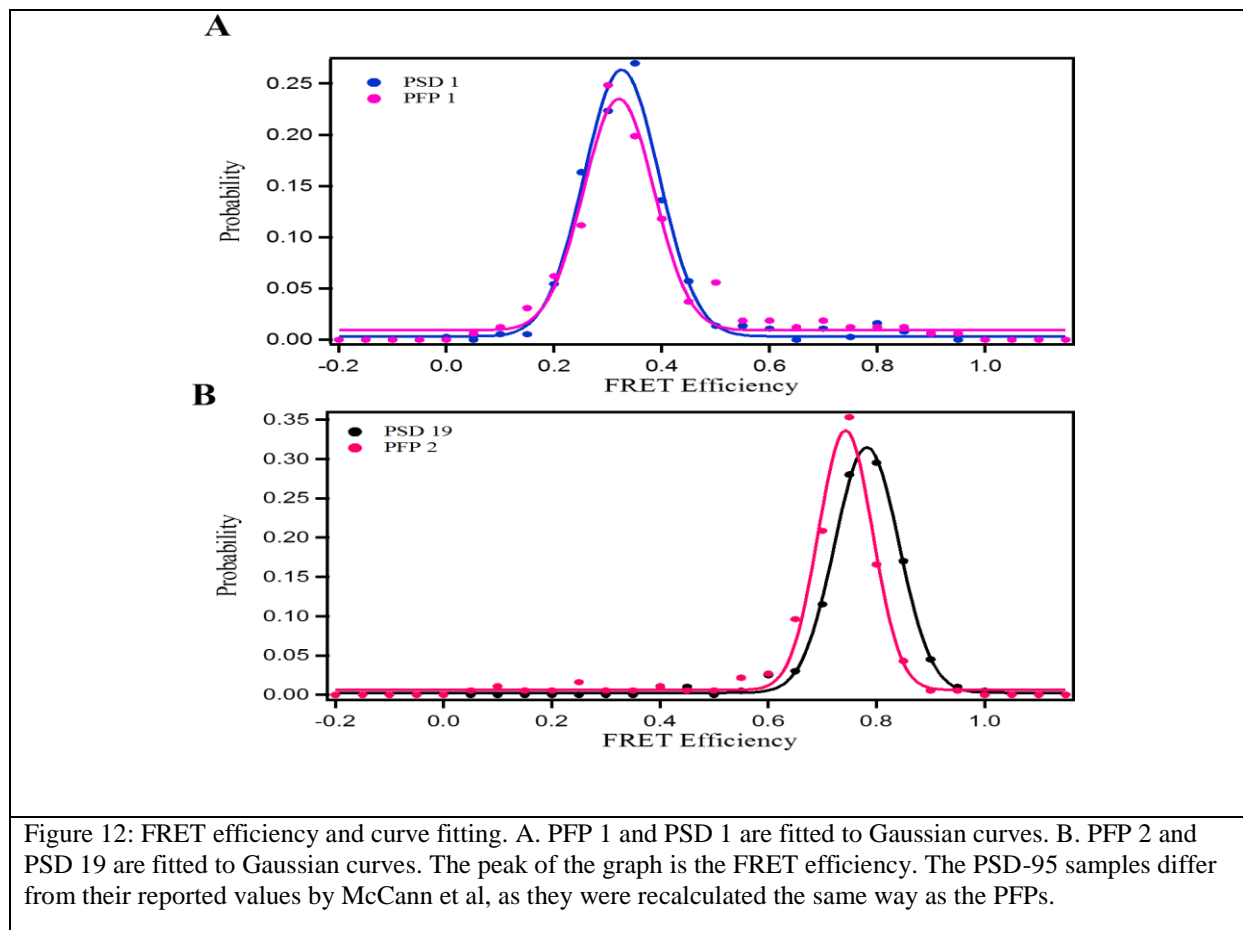 A
0.25
0.20
0.15
0.10
0.05
0.00
Probability
PSD 1
PFP 1
-0.2 0.0 0.2 0.4 0.6 0.8 1.0
FRET Efficiency
B
0.35
0.30
0.25
0.20
0.15
0.10
0.05
0.00
Probability
PSD 19
PFP 2
-0.2 0.0 0.2 0.4 0.6 0.8 1.0
FRET Efficiency
Figure 12: FRET efficiency and curve fitting. A. PFP 1 and PSD 1 are fitted to Gaussian curves. B. PFP 2 and
PSD 19 are fitted to Gaussian curves. The peak of the graph is the FRET efficiency. The PSD-95 samples differ
from their reported values by McCann et al, as they were recalculated the same way as the PFPs.